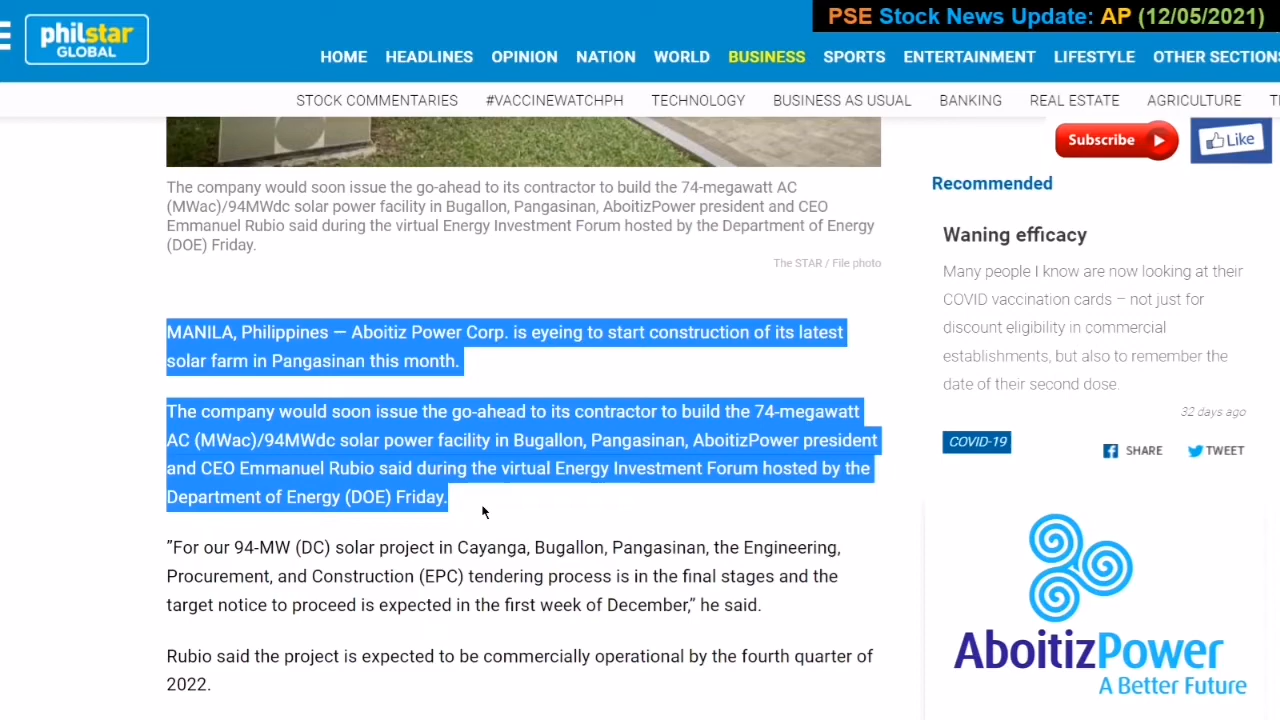 PSE Stock News Update: AP (12/05/2021)
philstar
GLOBAL
HOME HEADLINES OPINION NATION WORLD BUSINESS SPORTS ENTERTAINMENT LIFESTYLE OTHER SECTIONS
STOCK COMMENTARIES #VACCINEWATCHPH TECHNOLOGY BUSINESS AS USUAL BANKING REAL ESTATE AGRICULTURE
Subscribe
Like
The company would soon issue the go-ahead to its contractor to build the 74-megawatt AC
(MWac)/94MWdc solar power facility in Bugallon, Pangasinan, AboitizPower president and CEO
Emmanuel Rubio said during the virtual Energy Investment Forum hosted by the Department of Energy
(DOE) Friday.
The STAR / File photo
MANILA, Philippines — Aboitiz Power Corp. is eyeing to start construction of its latest
solar farm in Pangasinan this month.
The company would soon issue the go-ahead to its contractor to build the 74-megawatt
AC (MWac)/94MWdc solar power facility in Bugallon, Pangasinan, AboitizPower president
and CEO Emmanuel Rubio said during the virtual Energy Investment Forum hosted by the
Department of Energy (DOE) Friday.
”For our 94-MW (DC) solar project in Cayanga, Bugallon, Pangasinan, the Engineering,
Procurement, and Construction (EPC) tendering process is in the final stages and the
target notice to proceed is expected in the first week of December,” he said.
Rubio said the project is expected to be commercially operational by the fourth quarter of
2022.
Recommended
Waning efficacy
Many people I know are now looking at their
COVID vaccination cards – not just for
discount eligibility in commercial
establishments, but also to remember the
date of their second dose.
32 days ago
COVID-19
SHARE TWEET
AboitizPower
A Better Future